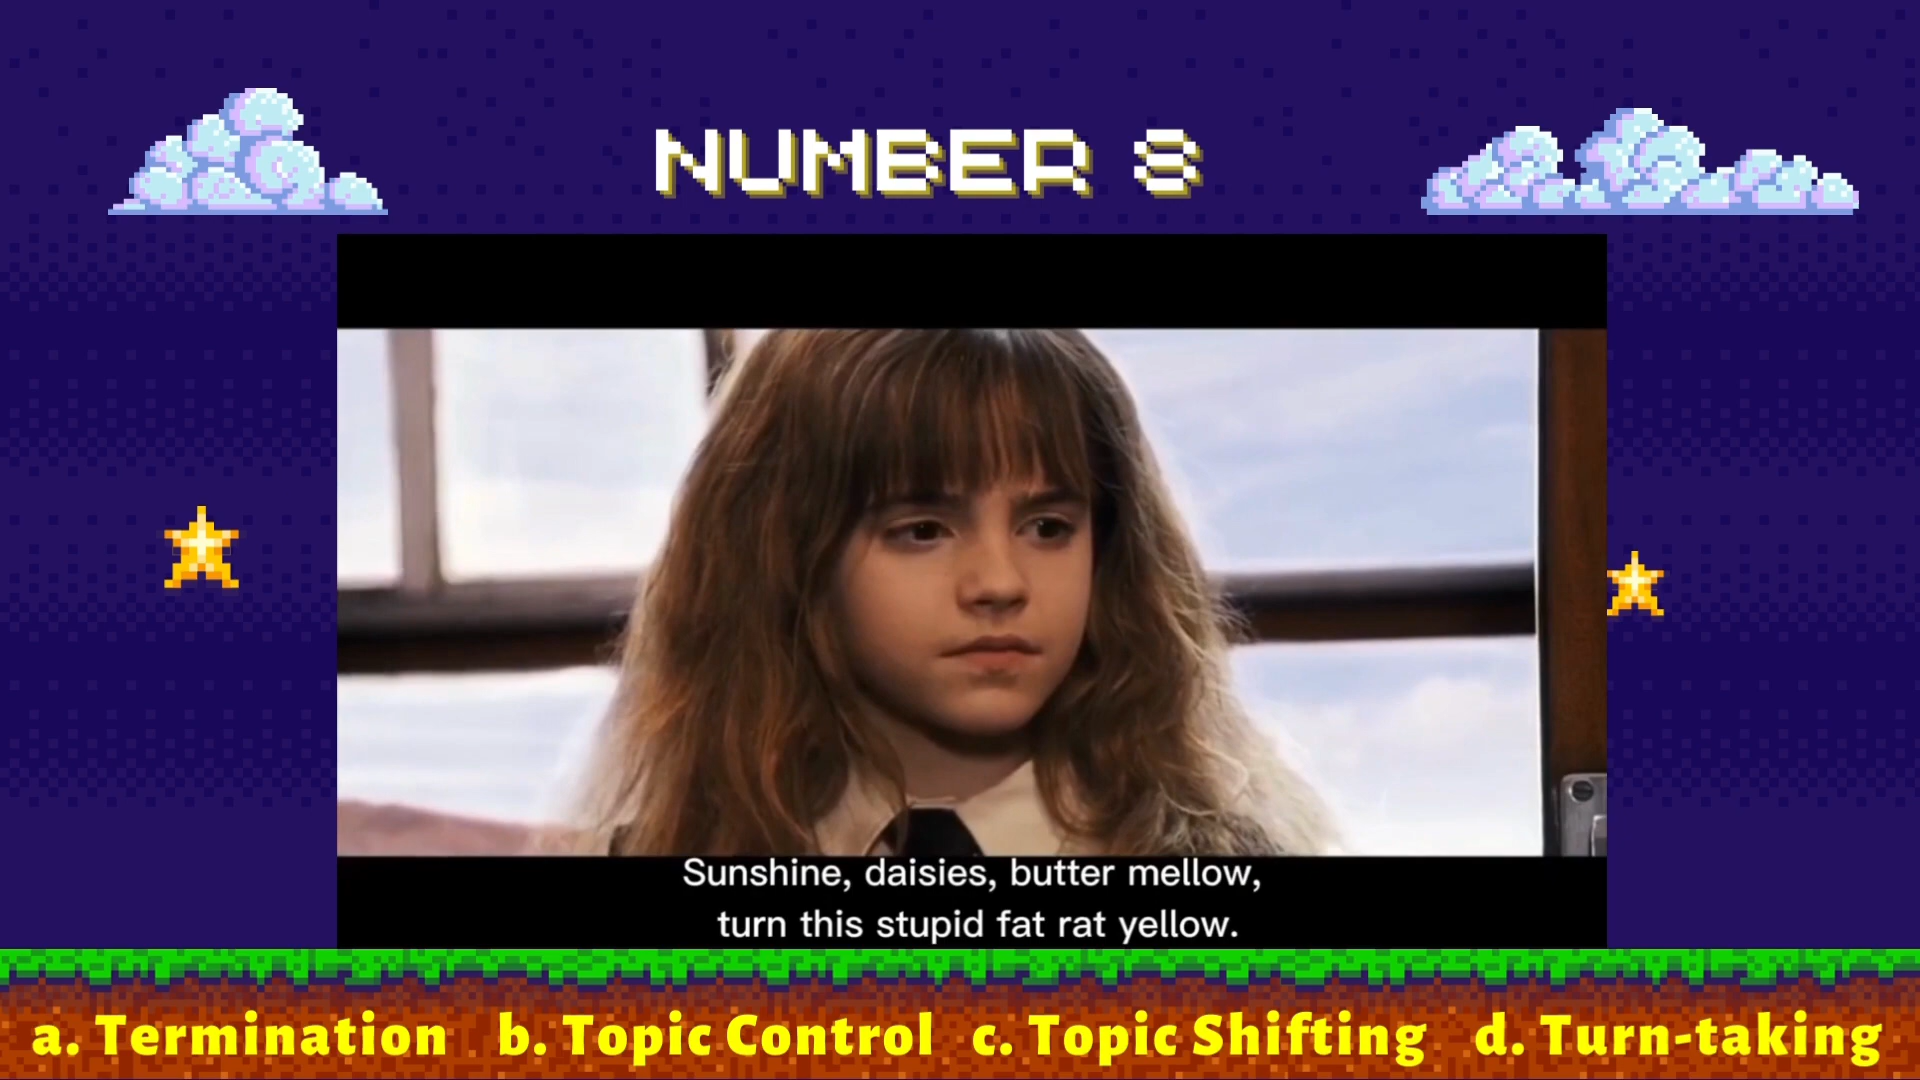 NUMBER 8
Sunshine, daisies, butter mellow,
turn this stupid fat rat yellow.
a. Termination b. Topic Control c. Topic Shifting d. Turn-taking